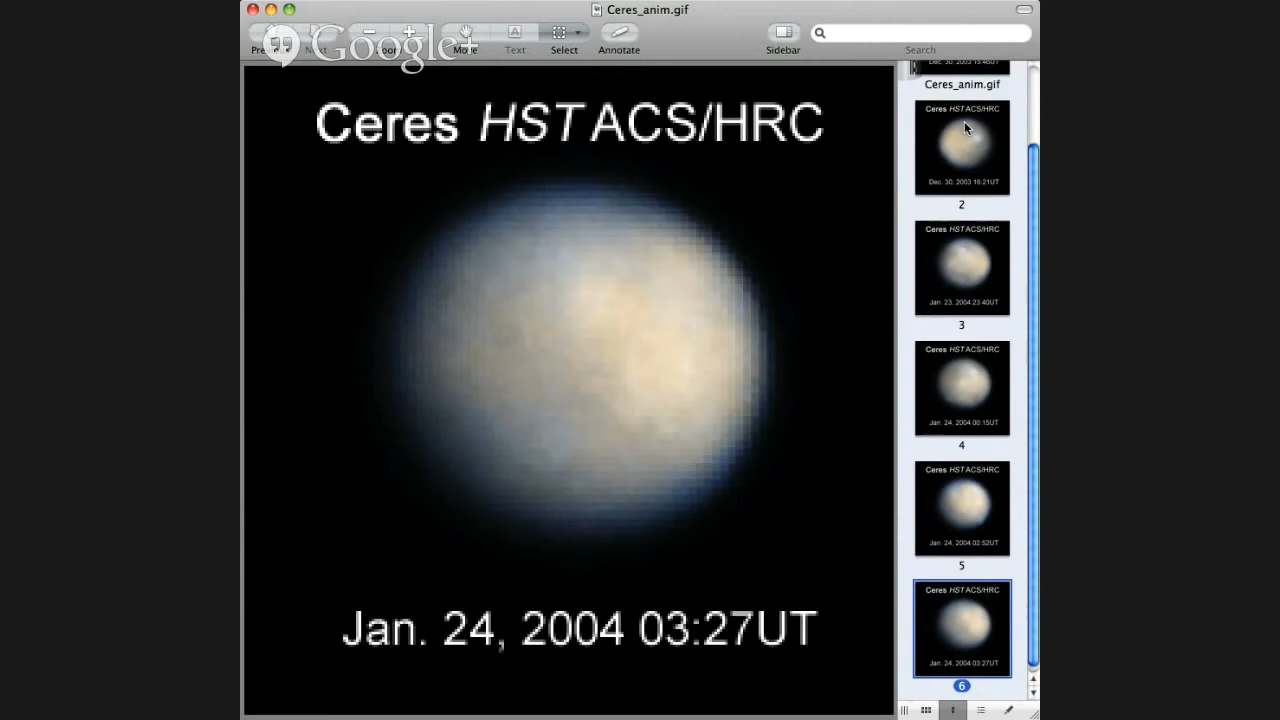 Ceres_anim.gif
Google+
Move
Text
Select
Annotate
Sidebar
Search
Ceres HST ACS/HRC
Jan. 24, 2004 03:27UT
Ceres_anim.gif
Ceres HST ACS/HRC
Dec. 30, 2003 16:21UT
2
Ceres HST ACS/HRC
Jan. 23, 2004 23:40UT
3
Ceres HST ACS/HRC
Jan. 24, 2004 00:15UT
4
Ceres HST ACS/HRC
Jan. 24, 2004 02:52UT
5
Ceres HST ACS/HRC
Jan. 24, 2004 03:27UT
6